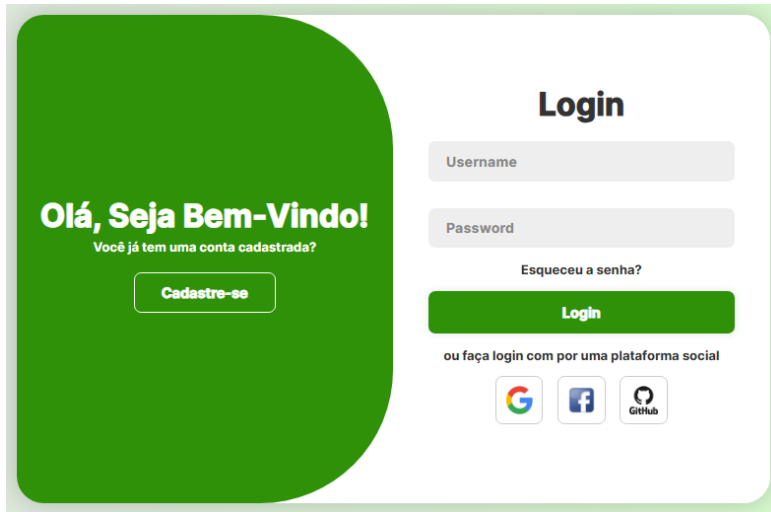 Olá, Seja Bem-Vindo!
Você já tem uma conta cadastrada?
Cadastre-se
Login
Username
Password
Esqueceu a senha?
Login
ou faça login com por uma plataforma social
GitHub